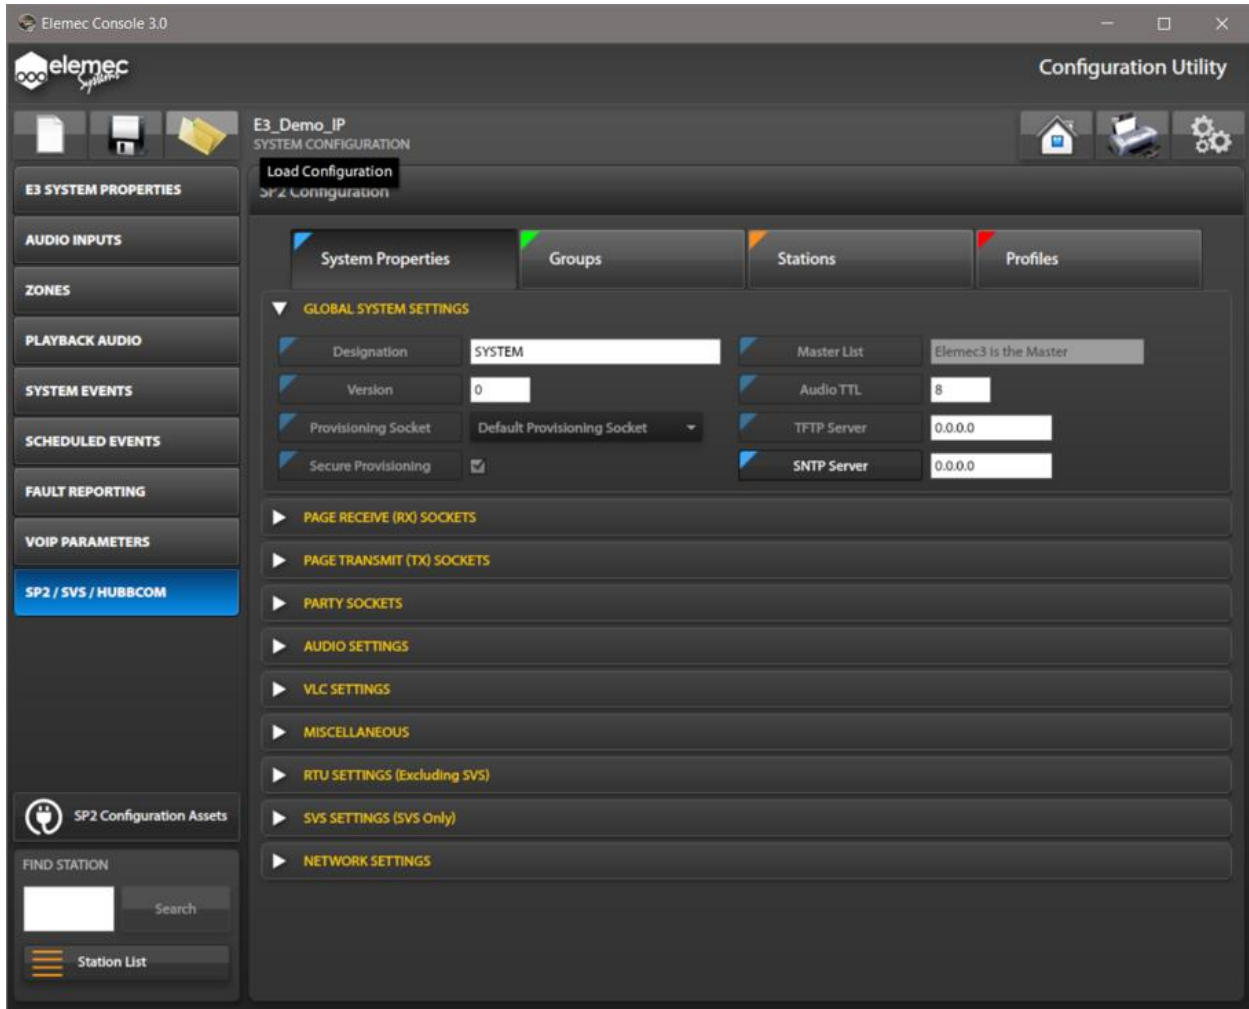 Elemec Console 3.0
elemec
Systems
Configuration Utility
E3_Demo_IP
SYSTEM CONFIGURATION
Load Configuration
SP2 Configuration
E3 SYSTEM PROPERTIES
AUDIO INPUTS
ZONES
PLAYBACK AUDIO
SYSTEM EVENTS
SCHEDULED EVENTS
FAULT REPORTING
VOIP PARAMETERS
SP2 / SVS / HUBBCOM
SP2 Configuration Assets
FIND STATION
Search
Station List
System Properties
Groups
Stations
Profiles
GLOBAL SYSTEM SETTINGS
Designation SYSTEM Master List Elemec3 is the Master
Version 0 Audio TTL 8
Provisioning Socket Default Provisioning Socket TFTP Server 0.0.0.0
Secure Provisioning SNTP Server 0.0.0.0
PAGE RECEIVE (RX) SOCKETS
PAGE TRANSMIT (TX) SOCKETS
PARTY SOCKETS
AUDIO SETTINGS
VLC SETTINGS
MISCELLANEOUS
RTU SETTINGS (Excluding SVS)
SVS SETTINGS (SVS Only)
NETWORK SETTINGS